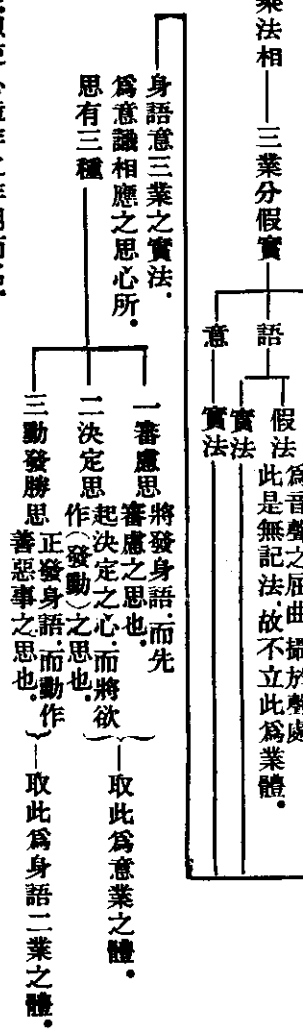 業法相
三業分假實
語
假法
爲音聲之屈曲攝於聲處
此是無記法．故不立此爲業體．
實法
意
實法
身語意三業之實法．
爲意識相應之思心所．
思有三種
一審慮思
將發身語．而先
審慮之思也．
二決定思
起決定之心．而將欲
作（發動）之思也．
取此爲意業之體．
三動發勝思
正發身語．而動作
善惡事之思也．
取此爲身語二業之體．